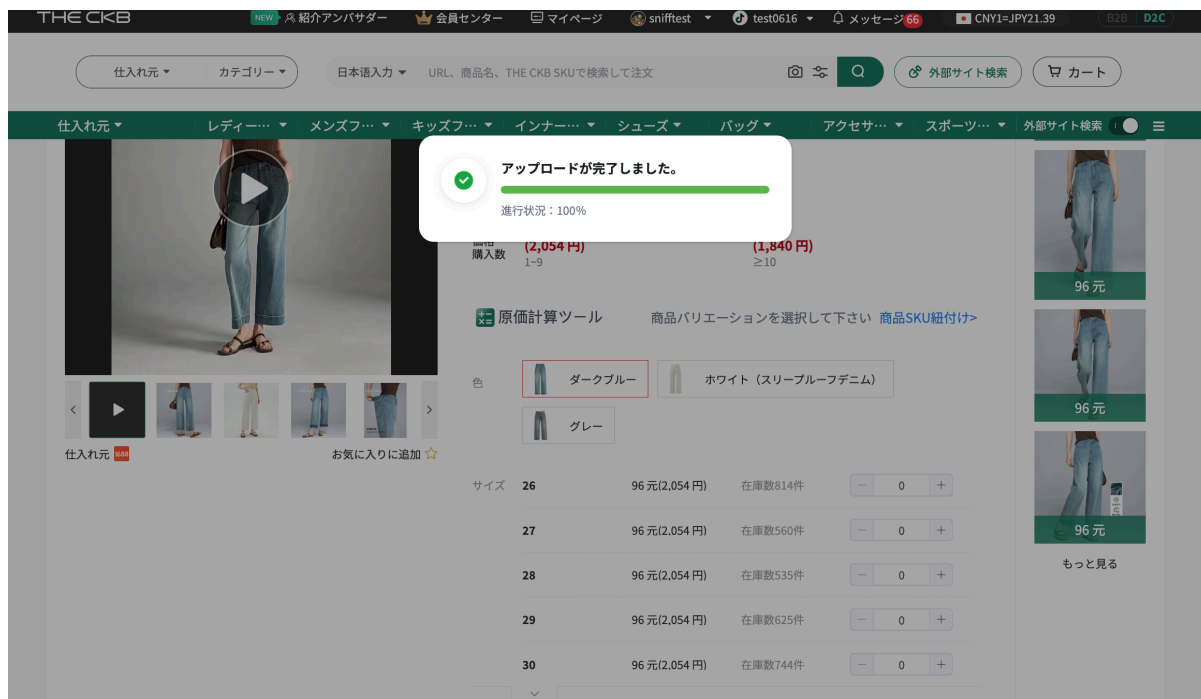 THE CKB NEW 紹介アンバサダー 会員センター マイページ snifftest test0616 メッセージ66 CNY1=JPY21.39 B2B D2C
仕入れ元 カテゴリー 日本语入力 URL、商品名、THE CKB SKUで検索して注文 外部サイト検索 カート
仕入れ元 レディー… メンズフ… キッズフ… インナー… シューズ バッグ アクセサ… スポーツ… 外部サイト検索
アップロードが完了しました。
進行状況：100%
価格 (2,054 円) (1,840 円)
購入数 1~9 ≥10
96 元
原価計算ツール 商品バリエーションを選択して下さい 商品SKU紐付け>
色 ダークブルー ホワイト（スリープルーフデニム）
グレー
96 元
仕入れ元 1688 お気に入りに追加
サイズ 26 96 元(2,054 円) 在庫数814件 － 0 ＋
27 96 元(2,054 円) 在庫数560件 － 0 ＋
96 元
もっと見る
28 96 元(2,054 円) 在庫数535件 － 0 ＋
29 96 元(2,054 円) 在庫数625件 － 0 ＋
30 96 元(2,054 円) 在庫数744件 － 0 ＋